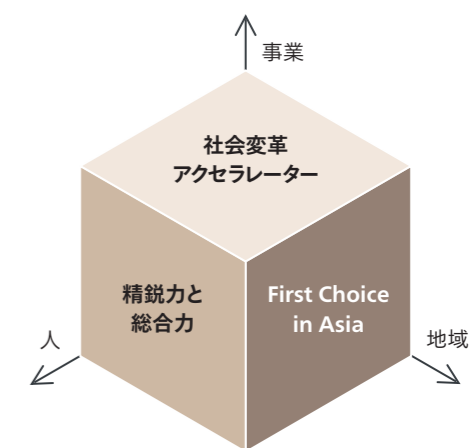 事業
社会変革
アクセラレーター
精鋭力と
総合力
First Choice
in Asia
人
地域